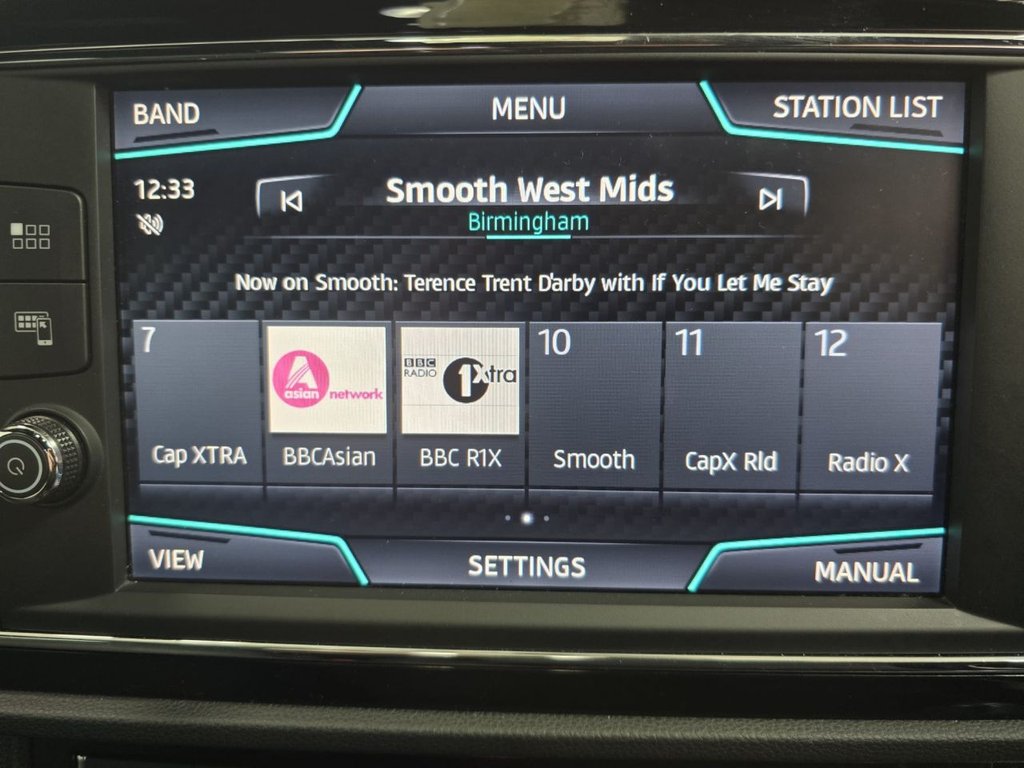 BAND MENU STATION LIST
12:33
Smooth West Mids
Birmingham
Now on Smooth: Terence Trent D'arby with If You Let Me Stay
7 10 11 12
A asian network
BBC RADIO 1Xtra
Cap XTRA BBCAsian BBC R1X Smooth CapX Rld Radio X
VIEW SETTINGS MANUAL